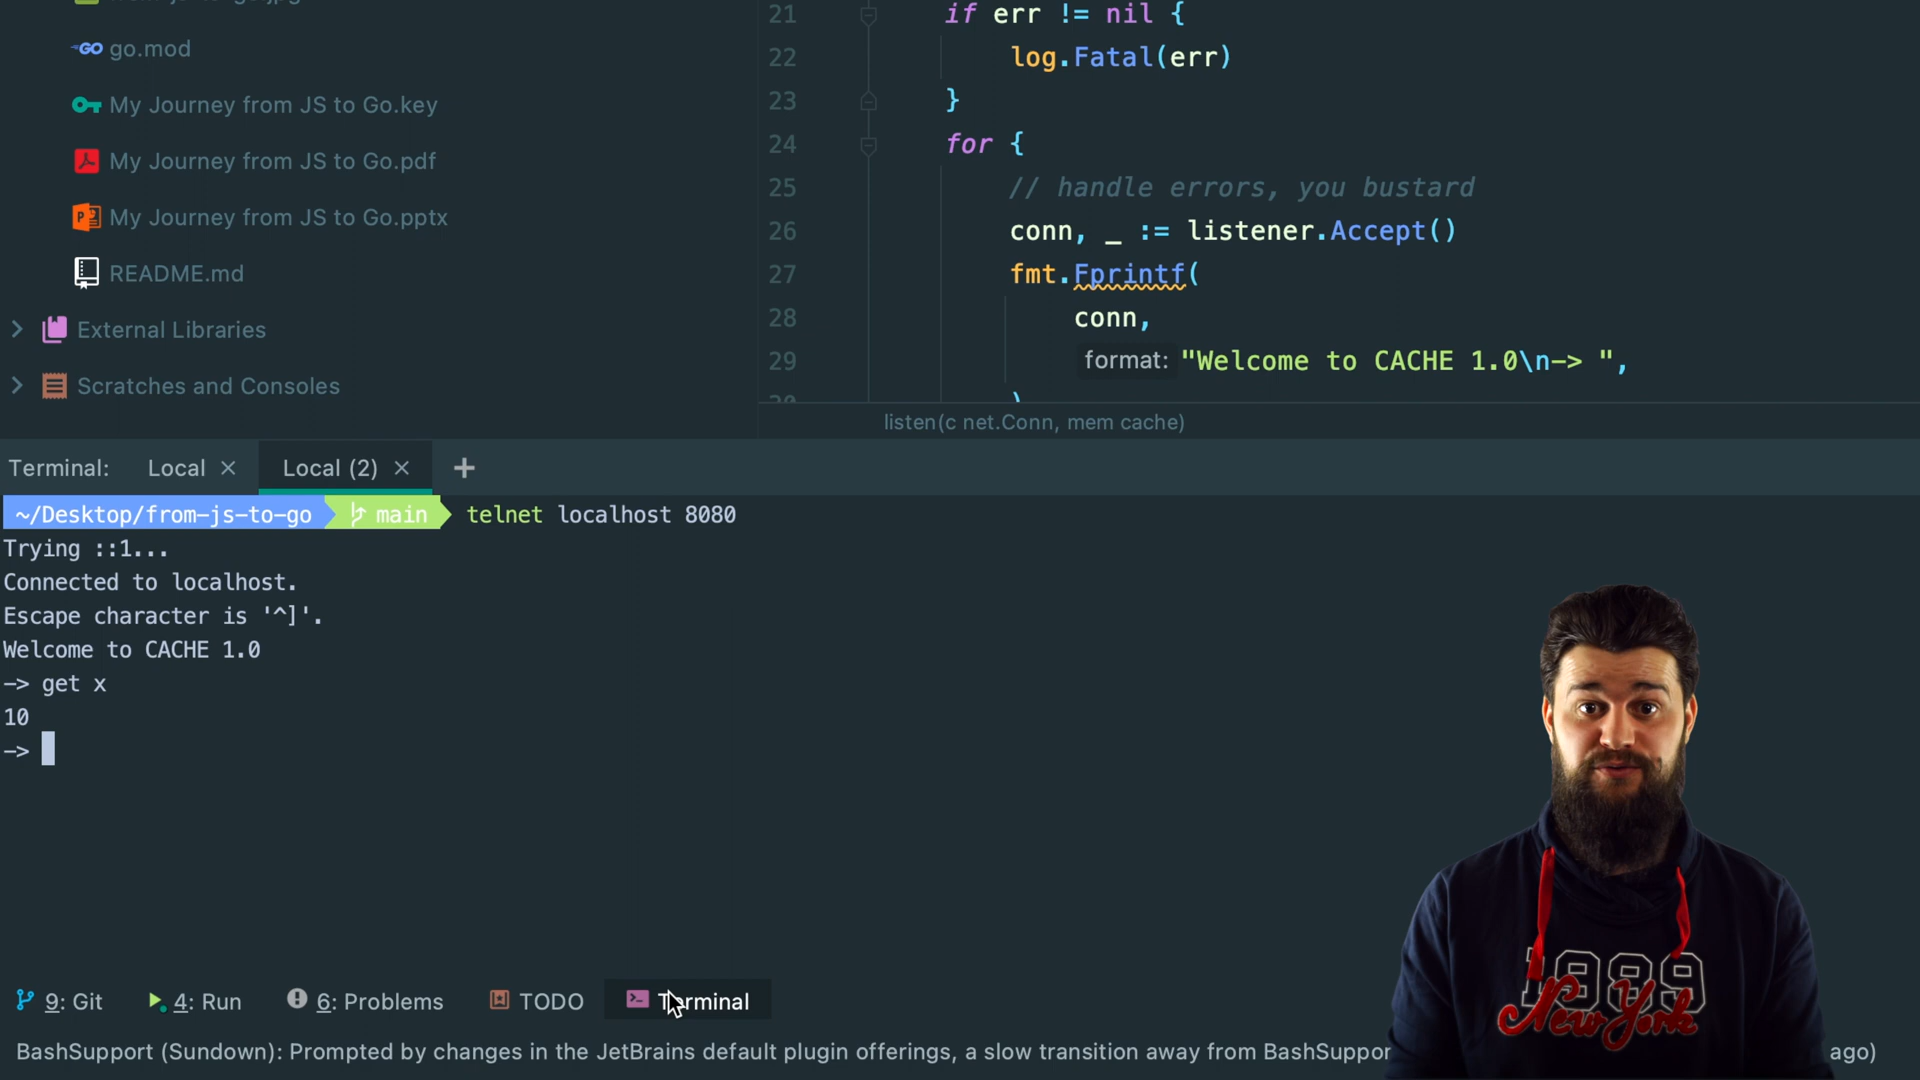 go.mod
My Journey from JS to Go.key
My Journey from JS to Go.pdf
My Journey from JS to Go.pptx
README.md
External Libraries
Scratches and Consoles
21 if err != nil {
22 log.Fatal(err)
23 }
24 for {
25 // handle errors, you bustard
26 conn, _ := listener.Accept()
27 fmt.Fprintf(
28 conn,
29 format: "Welcome to CACHE 1.0\n-> ",
listen(c net.Conn, mem cache)
Terminal: Local Local (2)
~/Desktop/from-js-to-go main telnet localhost 8080
Trying ::1...
Connected to localhost.
Escape character is '^]'.
Welcome to CACHE 1.0
-> get x
10
->
9: Git 4: Run 6: Problems TODO Terminal
BashSupport (Sundown): Prompted by changes in the JetBrains default plugin offerings, a slow transition away from ago)
1989
New York